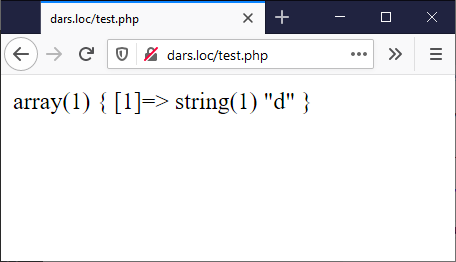 dars.loc/test.php
dars.loc/test.php
array(1) { [1]=> string(1) "d" }